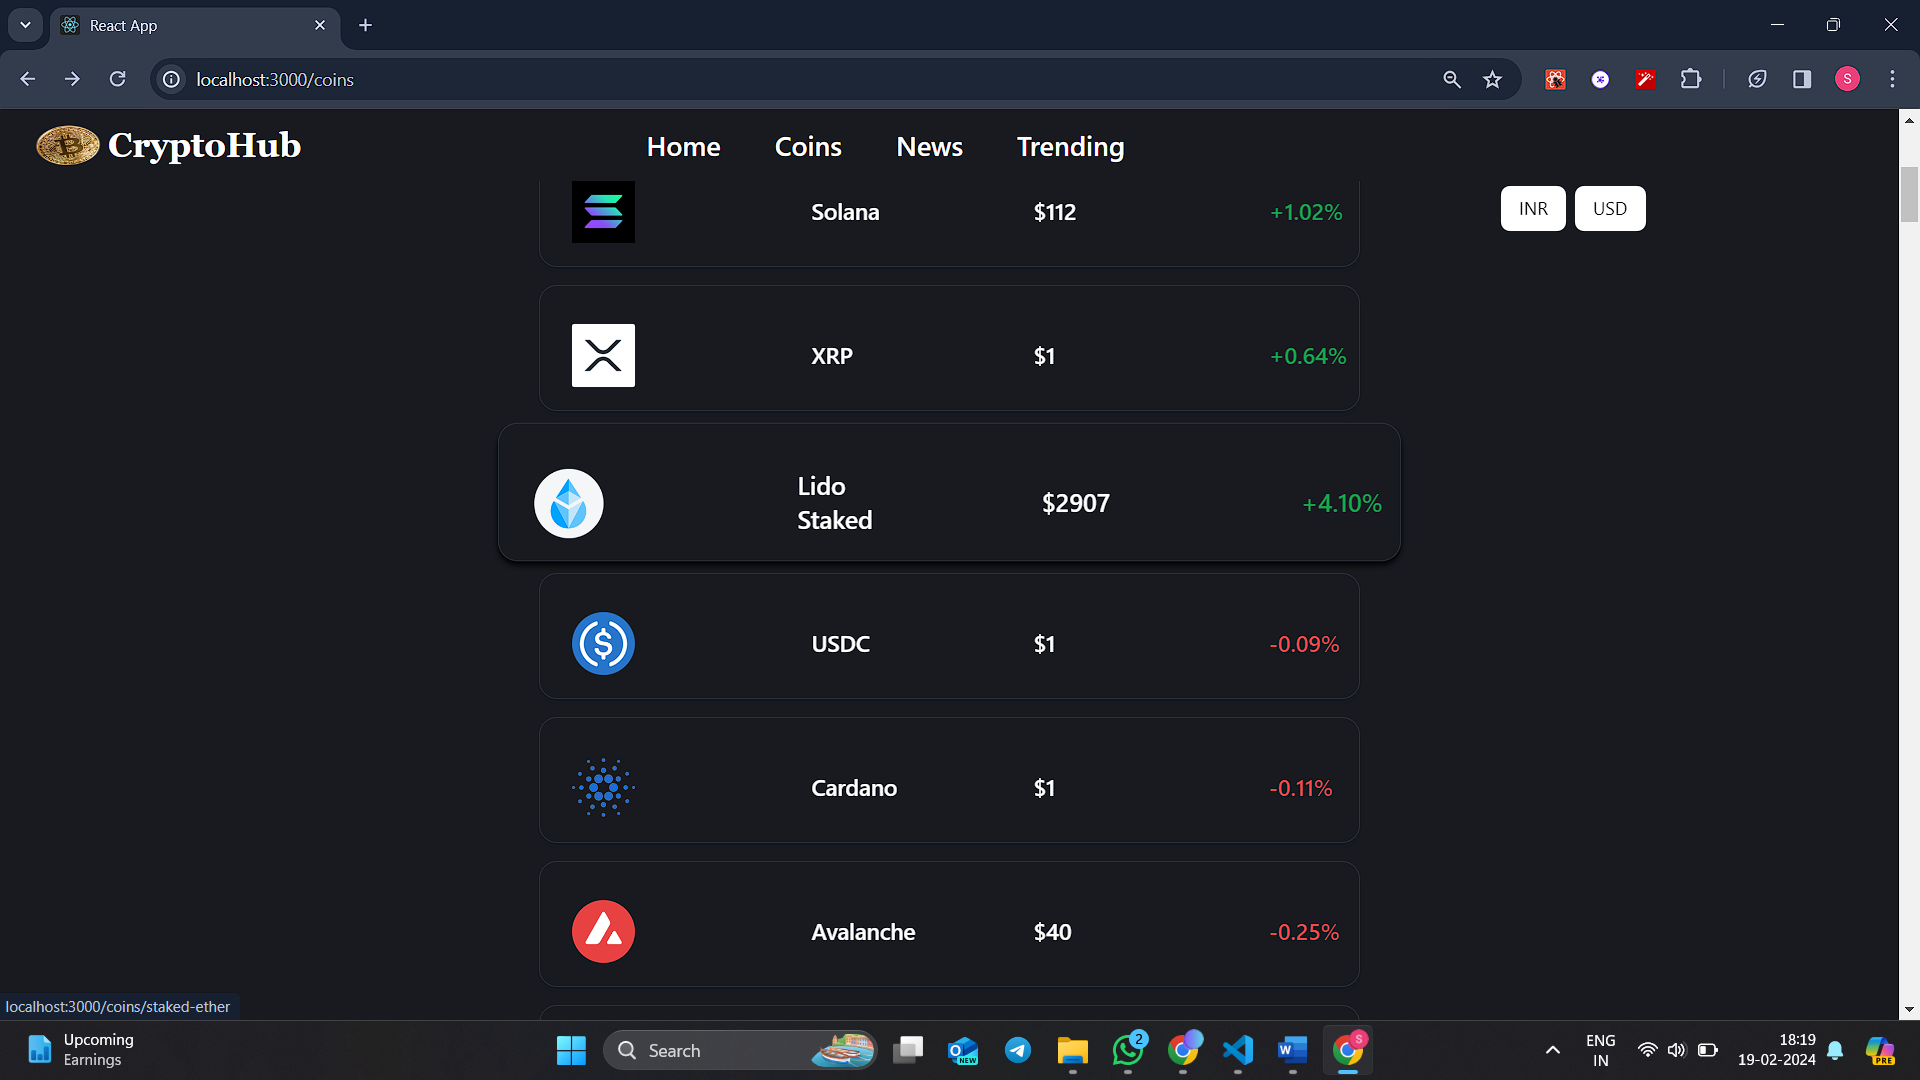 React App
localhost:3000/coins
S
CryptoHub
Home
Coins
News
Trending
INR
USD
Solana
$112
+1.02%
XRP
$1
+0.64%
Lido
Staked
$2907
+4.10%
USDC
$1
-0.09%
Cardano
$1
-0.11%
Avalanche
$40
-0.25%
localhost:3000/coins/staked-ether
Upcoming
Earnings
Search
NEW
2
W
S
ENG
IN
18:19
19-02-2024
PRE